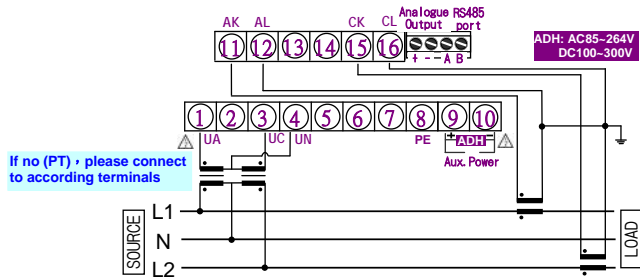 Analogue RS485
Output port
AK AL CK CL
11 12 13 14 15 16
+ - - A B
ADH: AC85~264V
DC100~300V
1 2 3 4 5 6 7 8 9 10
UA UC UN PE + ADH -
Aux. Power
If no (PT)，please connect
to according terminals
SOURCE
L1
N
L2
LOAD